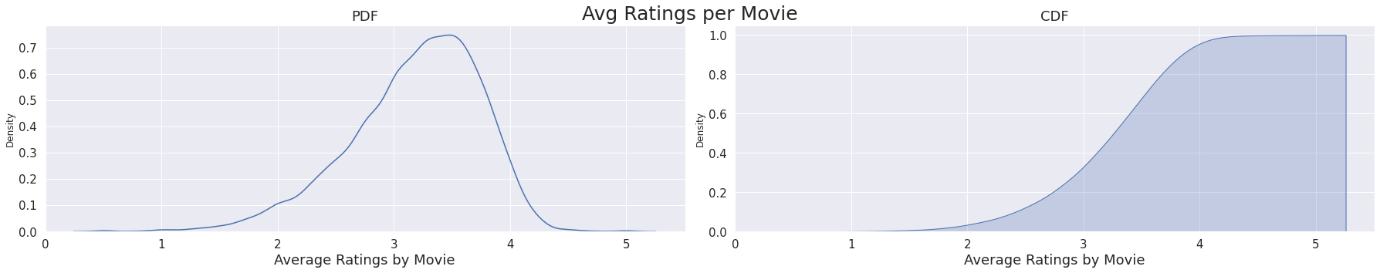 Avg Ratings per Movie
PDF
Density
0.7
0.6
0.5
0.4
0.3
0.2
0.1
0.0
0 1 2 3 4 5
Average Ratings by Movie
CDF
Density
1.0
0.8
0.6
0.4
0.2
0.0
0 1 2 3 4 5
Average Ratings by Movie